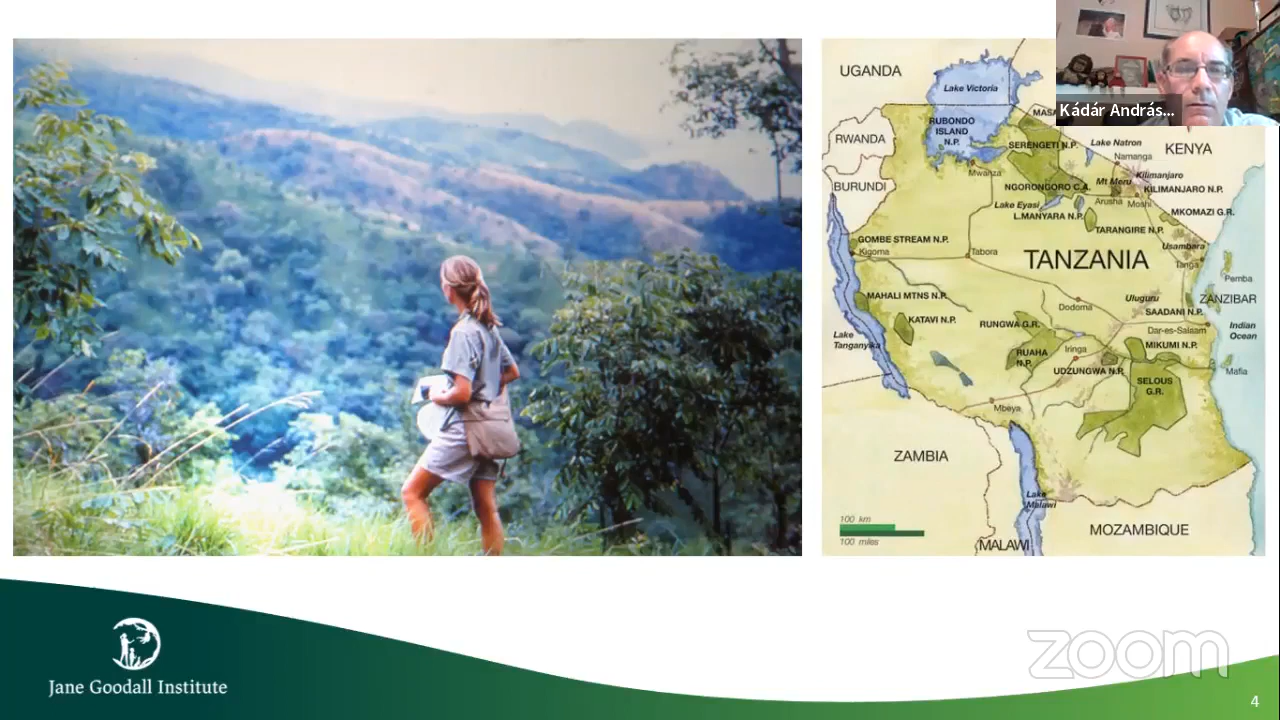 Kádár András...
UGANDA
Lake Victoria
RUBONDO
ISLAND
N.P.
RWANDA
BURUNDI
Mwanza
SERENGETI N.P.
Lake Natron
Namanga
KENYA
NGORONGORO C.A.
Mt Meru
Kilimanjaro
KILIMANJARO N.P.
Arusha
Moshi
Lake Eyasi
L.MANYARA N.P.
MKOMAZI G.R.
TARANGIRE N.P.
GOMBE STREAM N.P.
Kigoma
Tabora
TANZANIA
Usambara
Tanga
Pemba
MAHALI MTNS N.P.
KATAVI N.P.
Dodoma
Uluguru
ZANZIBAR
SAADANI N.P.
RUNGWA G.R.
Dar-es-Salaam
Indian
Ocean
Lake
Tanganyika
Iringa
RUAHA
N.P.
MIKUMI N.P.
UDZUNGWA N.P.
Mafia
SELOUS
G.R.
Mbeya
ZAMBIA
Lake
Malawi
100 km
100 miles
MALAWI
MOZAMBIQUE
Jane Goodall Institute
zoom
4